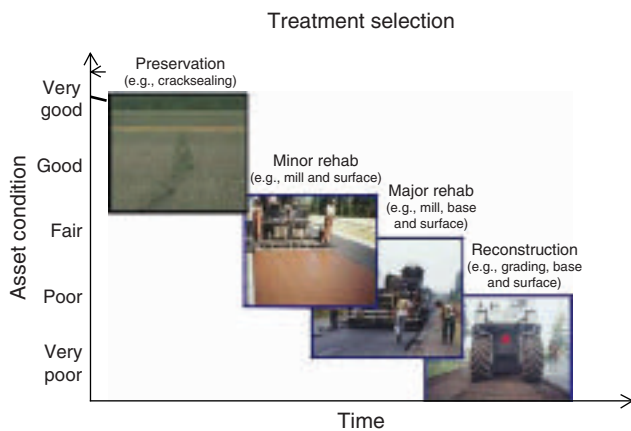 Treatment selection
Preservation
(e.g., cracksealing)
Very
good
Good
Minor rehab
(e.g., mill and surface)
Major rehab
(e.g., mill, base
and surface)
Fair
Reconstruction
(e.g., grading, base
and surface)
Poor
Very
poor
Asset condition
Time